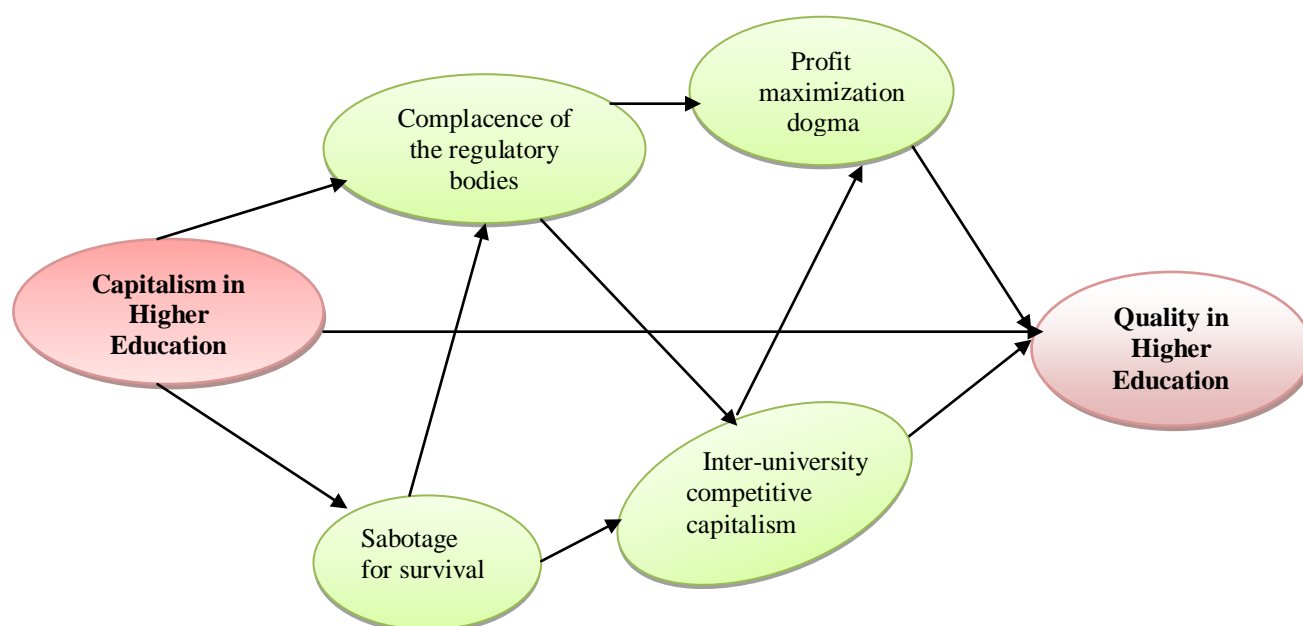 Profit
maximization
dogma
Complacence of
the regulatory
bodies
Capitalism in
Higher
Education
Quality in
Higher
Education
Inter-university
competitive
capitalism
Sabotage
for survival